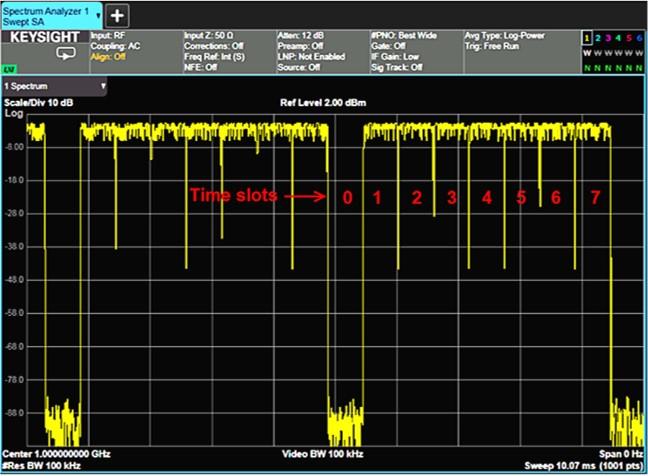 Spectrum Analyzer 1
Swept SA
KEYSIGHT
Input: RF
Coupling: AC
Align: Off
Input Z: 50 Ω
Corrections: Off
Freq Ref: Int (S)
NFE: Off
Atten: 12 dB
Preamp: Off
LNP: Not Enabled
Source: Off
#PNO: Best Wide
Gate: Off
IF Gain: Low
Sig Track: Off
Avg Type: Log-Power
Trig: Free Run
1 2 3 4 5 6
W W W W W W
N N N N N N
1 Spectrum
Scale/Div 10 dB
Ref Level 2.00 dBm
Log
-8.00
-18.0
Time slots 0 1 2 3 4 5 6 7
-28.0
-38.0
-48.0
-58.0
-68.0
-78.0
-88.0
Center 1.000000000 GHz
Video BW 100 kHz
Span 0 Hz
#Res BW 100 kHz
Sweep 10.07 ms (1001 pts)